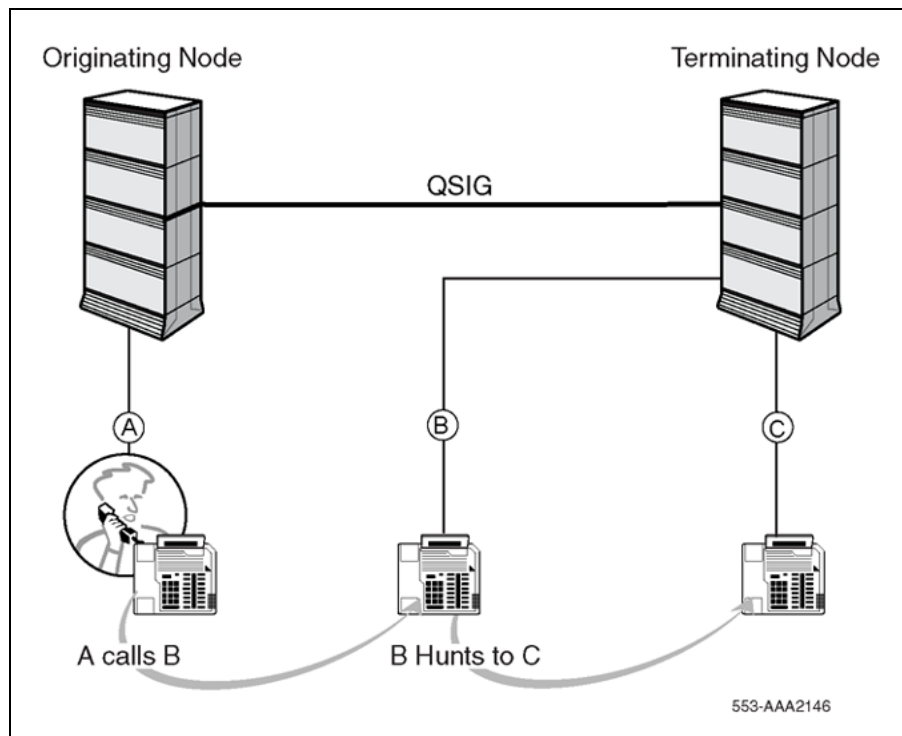 Originating Node
Terminating Node
QSIG
A
B
C
A calls B
B Hunts to C
553-AAA2146